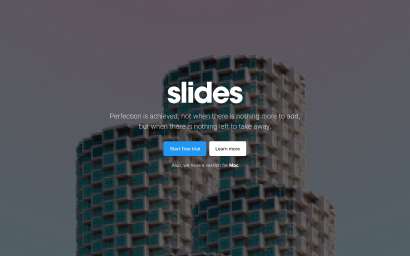 slides
Perfection is achieved, not when there is nothing more to add,
but when there is nothing left to take away.
Start free trial
Learn more
Also, we have a version for Mac.